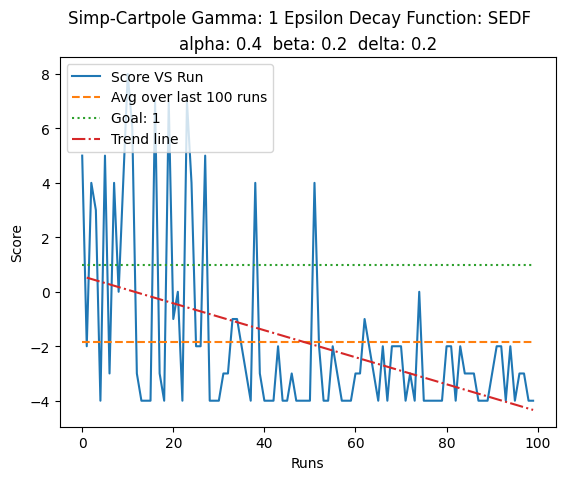 Simp-Cartpole Gamma: 1 Epsilon Decay Function: SEDF
alpha: 0.4  beta: 0.2  delta: 0.2
Score VS Run
Avg over last 100 runs
Goal: 1
Trend line
Score
8
6
4
2
0
−2
−4
0 20 40 60 80 100
Runs